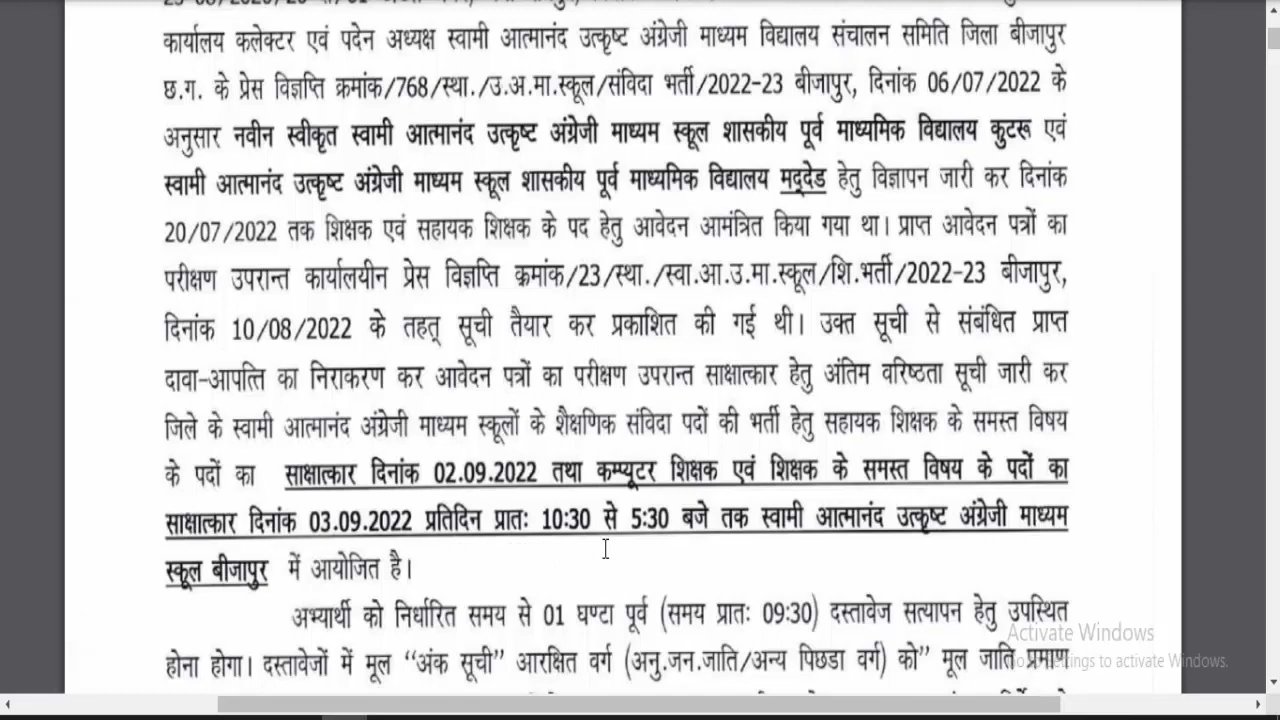 कार्यालय कलेक्टर एवं पदेन अध्यक्ष स्वामी आत्मानंद उत्कृष्ट अंग्रेजी माध्यम विद्यालय संचालन समिति जिला बीजापुर
छ.ग. के प्रेस विज्ञप्ति क्रमांक/768/स्था./उ.अ.मा.स्कूल/संविदा भर्ती/2022-23 बीजापुर, दिनांक 06/07/2022 के
अनुसार नवीन स्वीकृत स्वामी आत्मानंद उत्कृष्ट अंग्रेजी माध्यम स्कूल शासकीय पूर्व माध्यमिक विद्यालय कुटरू एवं
स्वामी आत्मानंद उत्कृष्ट अंग्रेजी माध्यम स्कूल शासकीय पूर्व माध्यमिक विद्यालय मद्देड हेतु विज्ञापन जारी कर दिनांक
20/07/2022 तक शिक्षक एवं सहायक शिक्षक के पद हेतु आवेदन आमंत्रित किया गया था। प्राप्त आवेदन पत्रों का
परीक्षण उपरान्त कार्यालयीन प्रेस विज्ञप्ति क्रमांक/23/स्था./स्वा.आ.उ.मा.स्कूल/शि.भर्ती/2022-23 बीजापुर,
दिनांक 10/08/2022 के तहत् सूची तैयार कर प्रकाशित की गई थी। उक्त सूची से संबंधित प्राप्त
दावा-आपत्ति का निराकरण कर आवेदन पत्रों का परीक्षण उपरान्त साक्षात्कार हेतु अंतिम वरिष्ठता सूची जारी कर
जिले के स्वामी आत्मानंद अंग्रेजी माध्यम स्कूलों के शैक्षणिक संविदा पदों की भर्ती हेतु सहायक शिक्षक के समस्त विषय
के पदों का साक्षात्कार दिनांक 02.09.2022 तथा कम्प्यूटर शिक्षक एवं शिक्षक के समस्त विषय के पदों का
साक्षात्कार दिनांक 03.09.2022 प्रतिदिन प्रातः 10:30 से 5:30 बजे तक स्वामी आत्मानंद उत्कृष्ट अंग्रेजी माध्यम
स्कूल बीजापुर में आयोजित है।
अभ्यार्थी को निर्धारित समय से 01 घण्टा पूर्व (समय प्रातः 09:30) दस्तावेज सत्यापन हेतु उपस्थित
होना होगा। दस्तावेजों में मूल "अंक सूची" आरक्षित वर्ग (अनु.जन.जाति/अन्य पिछडा वर्ग) को" मूल जाति प्रमाण
Activate Windows
Go to Settings to activate Windows.